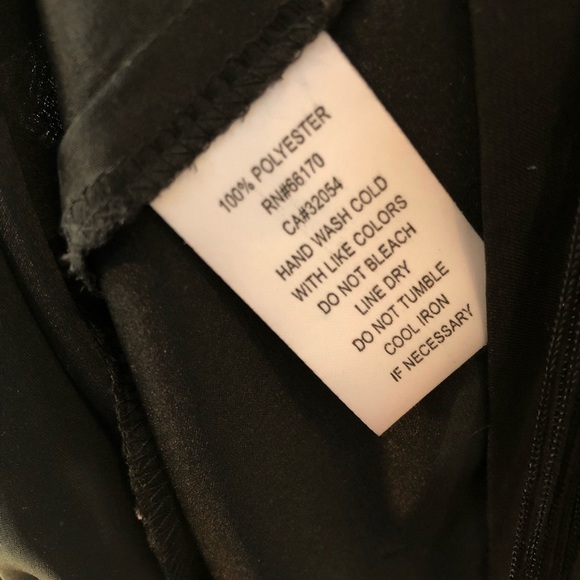 100% POLYESTER
RN#66170
CA#32054
HAND WASH COLD
WITH LIKE COLORS
DO NOT BLEACH
LINE DRY
DO NOT TUMBLE
COOL IRON
IF NECESSARY